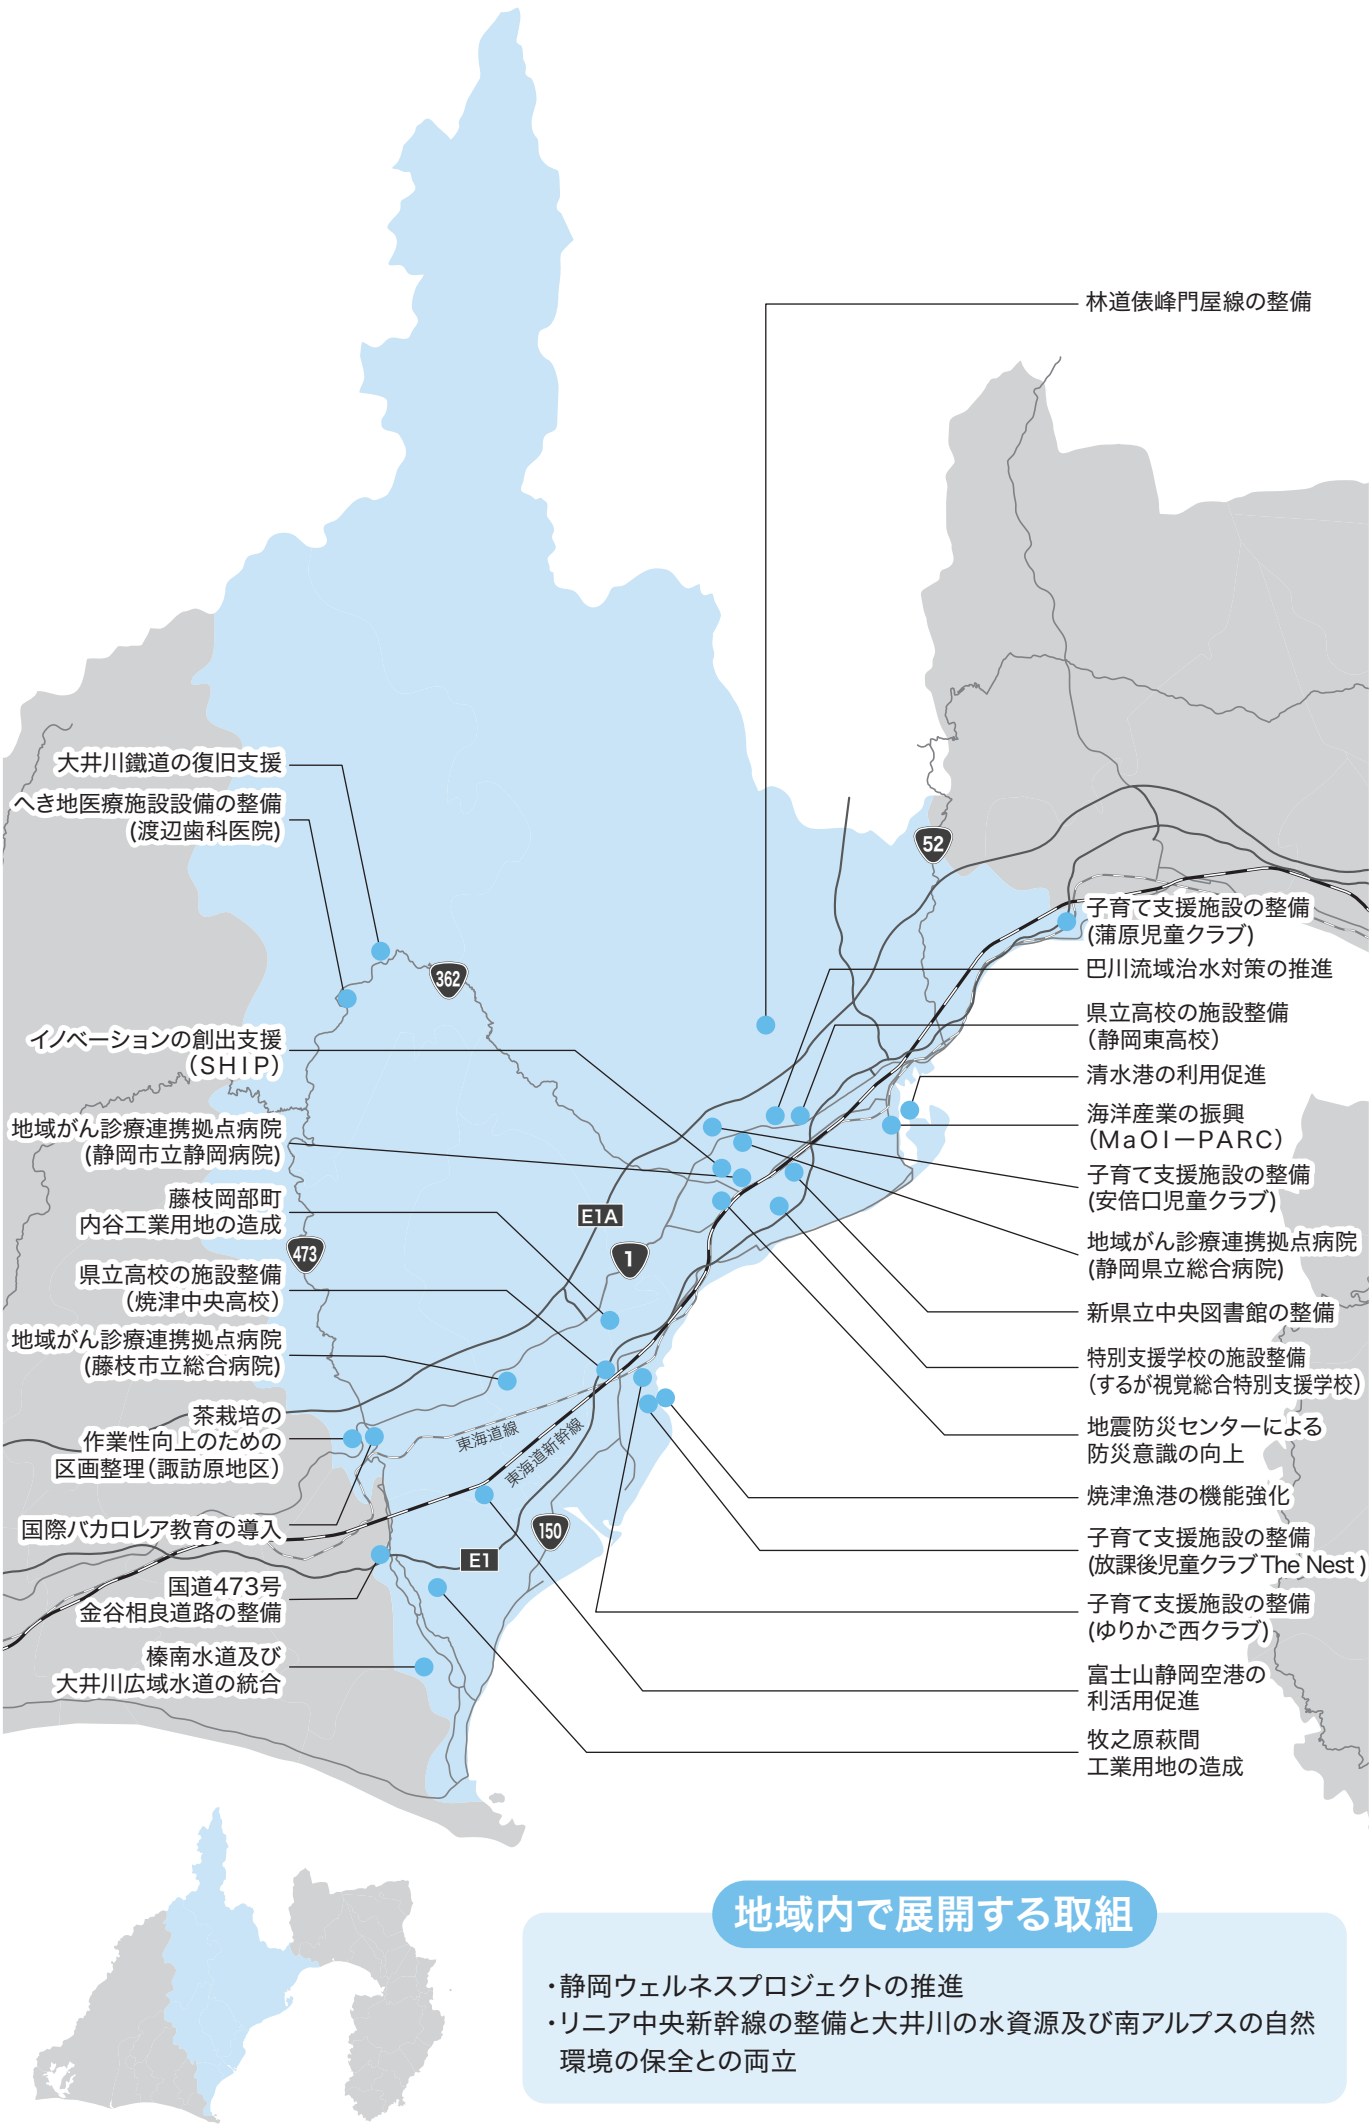 林道俵峰門屋線の整備
大井川鐵道の復旧支援
へき地医療施設設備の整備
(渡辺歯科医院)
52
362
イノベーションの創出支援
（SHIP）
地域がん診療連携拠点病院
(静岡市立静岡病院)
藤枝岡部町
内谷工業用地の造成
E1A
473
1
県立高校の施設整備
（焼津中央高校）
地域がん診療連携拠点病院
(藤枝市立総合病院)
茶栽培の
作業性向上のための
区画整理（諏訪原地区）
東海道線
東海道新幹線
国際バカロレア教育の導入
150
E1
国道473号
金谷相良道路の整備
榛南水道及び
大井川広域水道の統合
子育て支援施設の整備
(蒲原児童クラブ)
巴川流域治水対策の推進
県立高校の施設整備
（静岡東高校）
清水港の利用促進
海洋産業の振興
（MaOI－PARC）
子育て支援施設の整備
(安倍口児童クラブ)
地域がん診療連携拠点病院
(静岡県立総合病院)
新県立中央図書館の整備
特別支援学校の施設整備
（するが視覚総合特別支援学校）
地震防災センターによる
防災意識の向上
焼津漁港の機能強化
子育て支援施設の整備
(放課後児童クラブ The Nest )
子育て支援施設の整備
(ゆりかご西クラブ)
富士山静岡空港の
利活用促進
牧之原萩間
工業用地の造成
地域内で展開する取組
・静岡ウェルネスプロジェクトの推進
・リニア中央新幹線の整備と大井川の水資源及び南アルプスの自然
環境の保全との両立